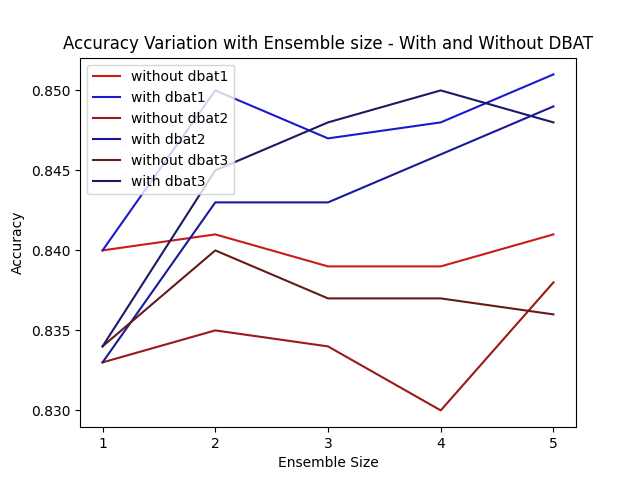 Accuracy Variation with Ensemble size - With and Without DBAT
without dbat1
with dbat1
without dbat2
with dbat2
without dbat3
with dbat3
0.850
0.845
0.840
0.835
0.830
Accuracy
1 2 3 4 5
Ensemble Size